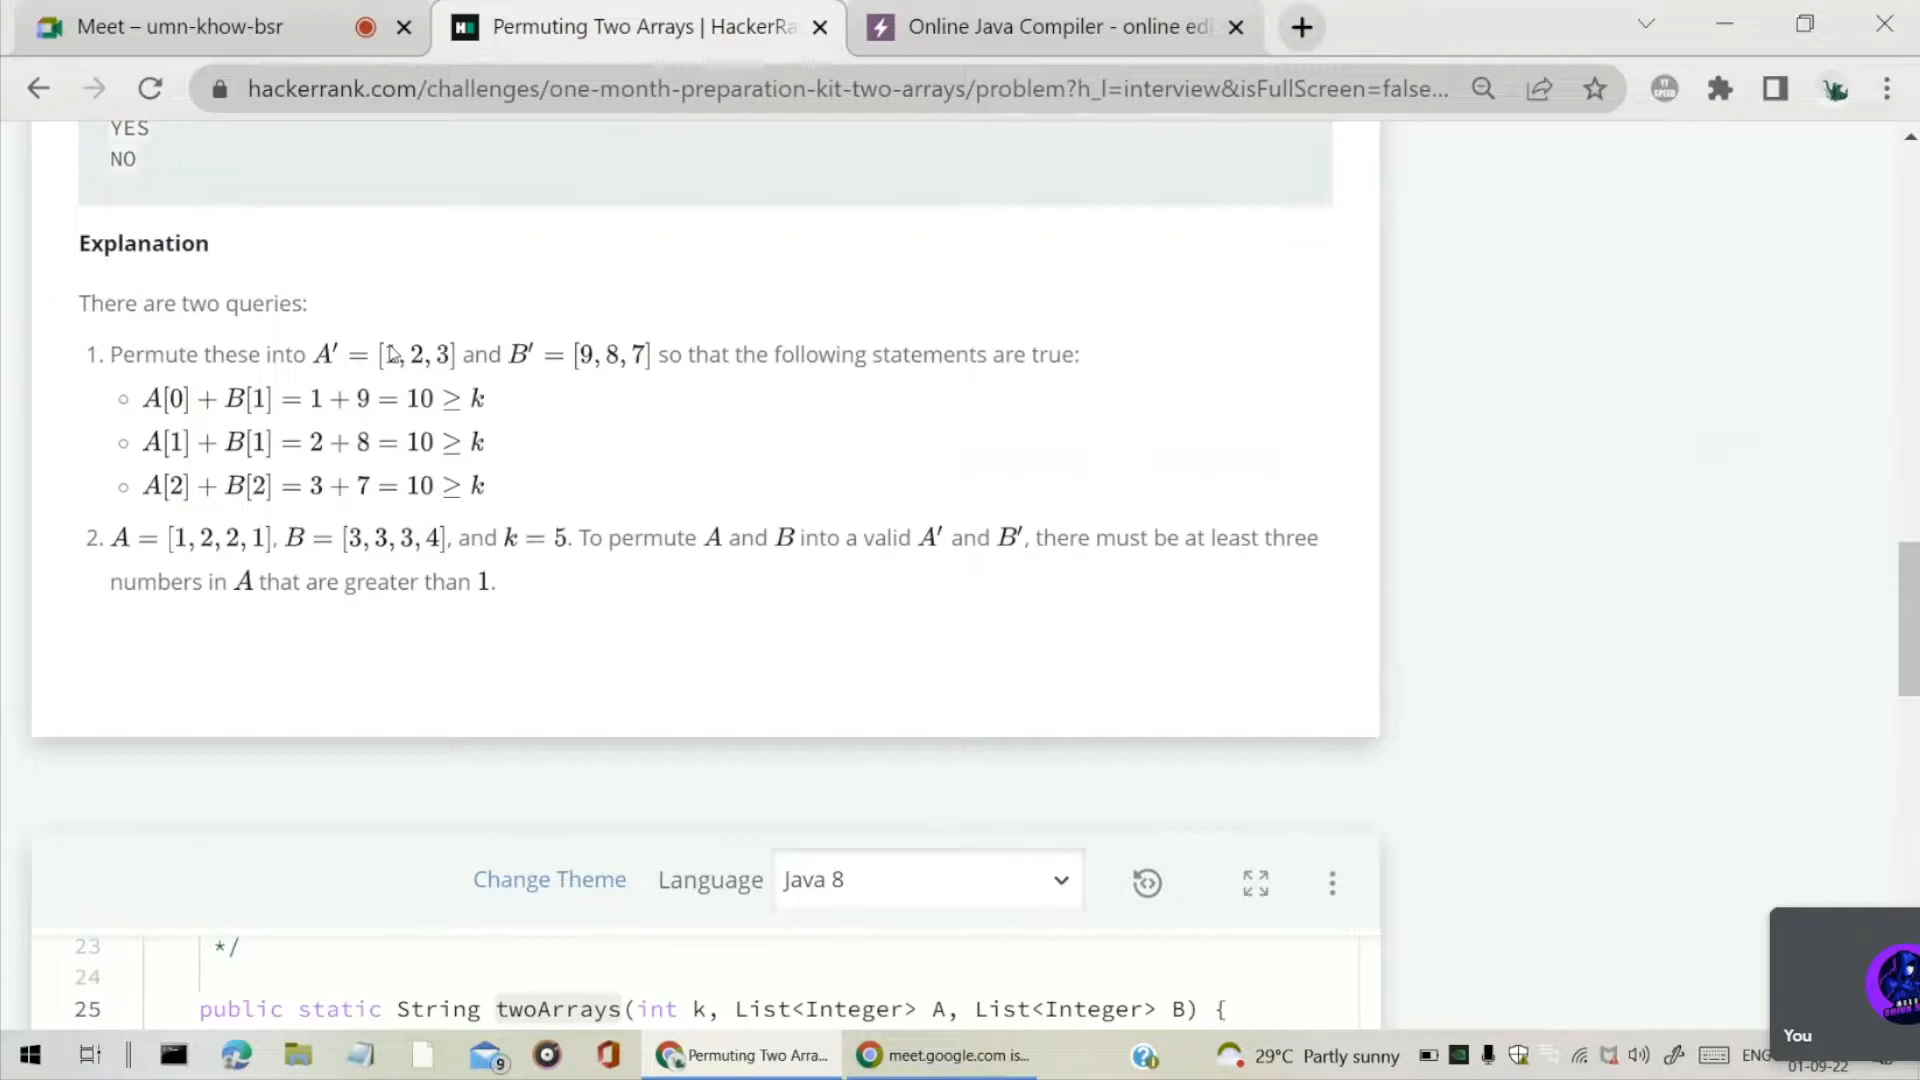 Meet – umn-khow-bsr
Permuting Two Arrays | HackerRa
Online Java Compiler - online edi
hackerrank.com/challenges/one-month-preparation-kit-two-arrays/problem?h_l=interview&isFullScreen=false...
YES
NO
Explanation
There are two queries:
1. Permute these into A′ = [1, 2, 3] and B′ = [9, 8, 7] so that the following statements are true:
A[0] + B[1] = 1 + 9 = 10 ≥ k
A[1] + B[1] = 2 + 8 = 10 ≥ k
A[2] + B[2] = 3 + 7 = 10 ≥ k
2. A = [1, 2, 2, 1], B = [3, 3, 3, 4], and k = 5. To permute A and B into a valid A′ and B′, there must be at least three
numbers in A that are greater than 1.
Change Theme Language Java 8
23 */
24
25 public static String twoArrays(int k, List<Integer> A, List<Integer> B) {
You
9 Permuting Two Arra... meet.google.com is... 29°C Partly sunny ENG
01-09-22